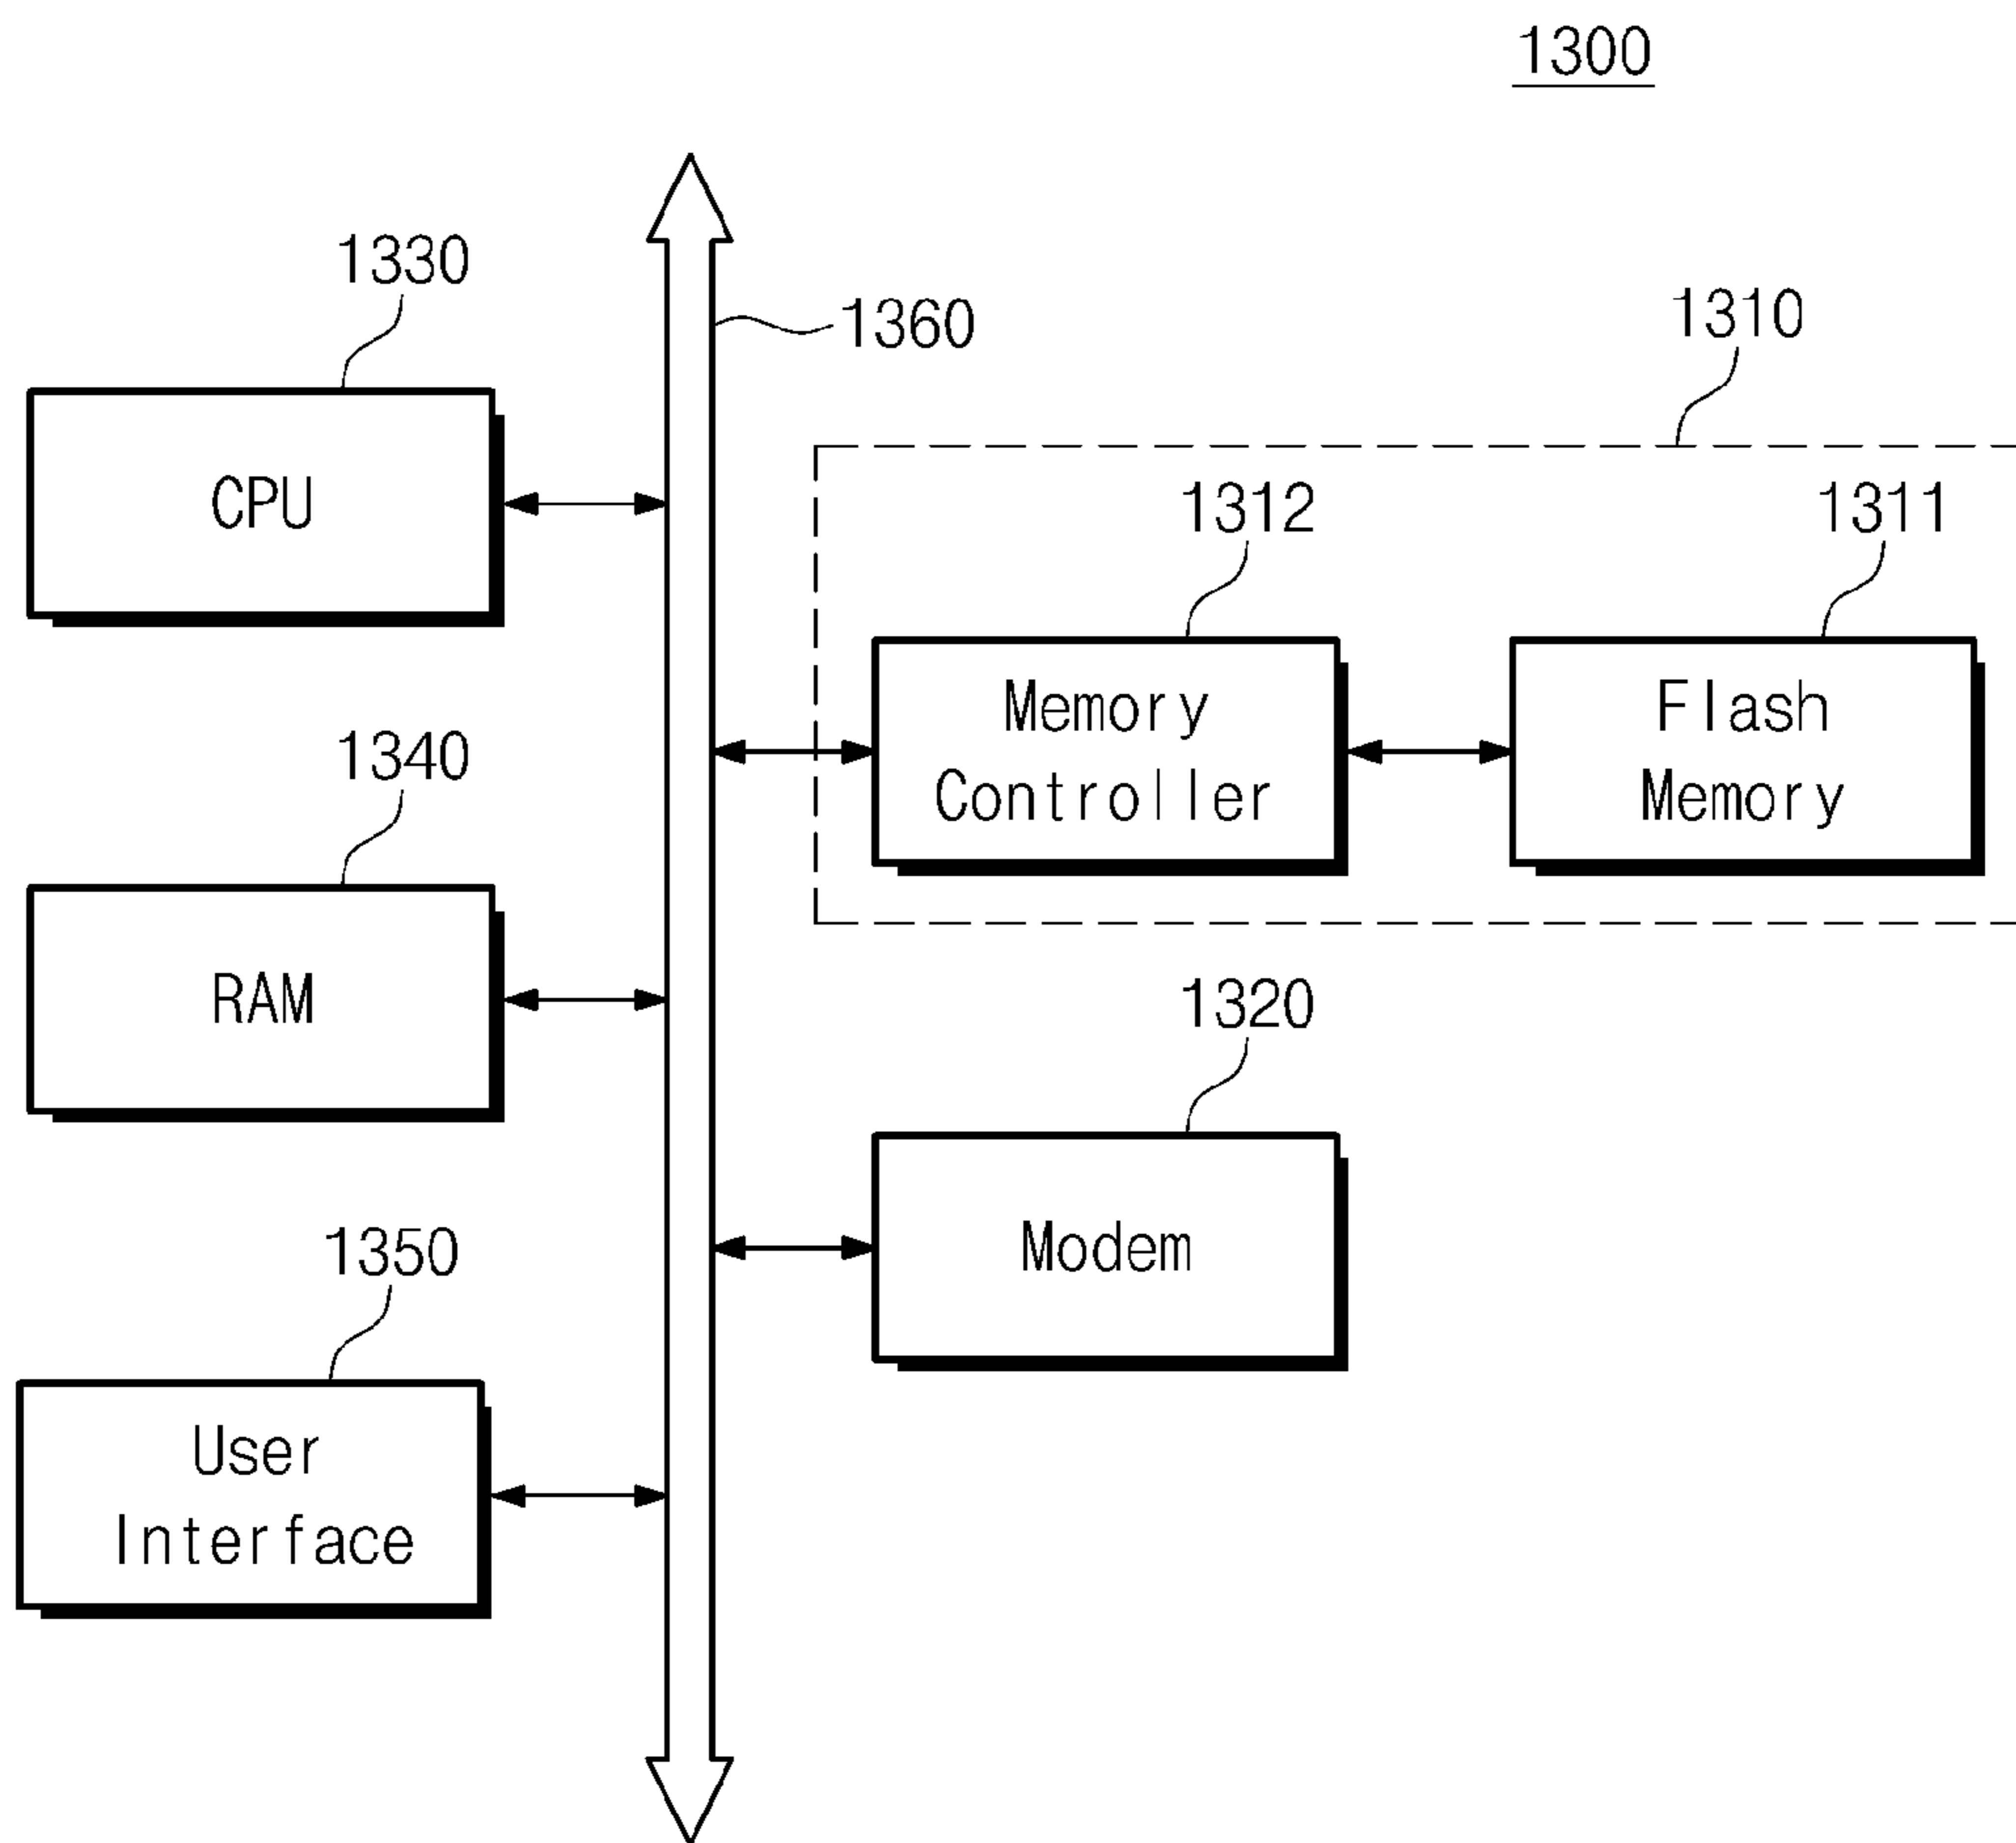 1300
1330
1360
1310
CPU
1312
1311
Memory
Controller
Flash
Memory
1340
RAM
1320
Modem
1350
User
Interface